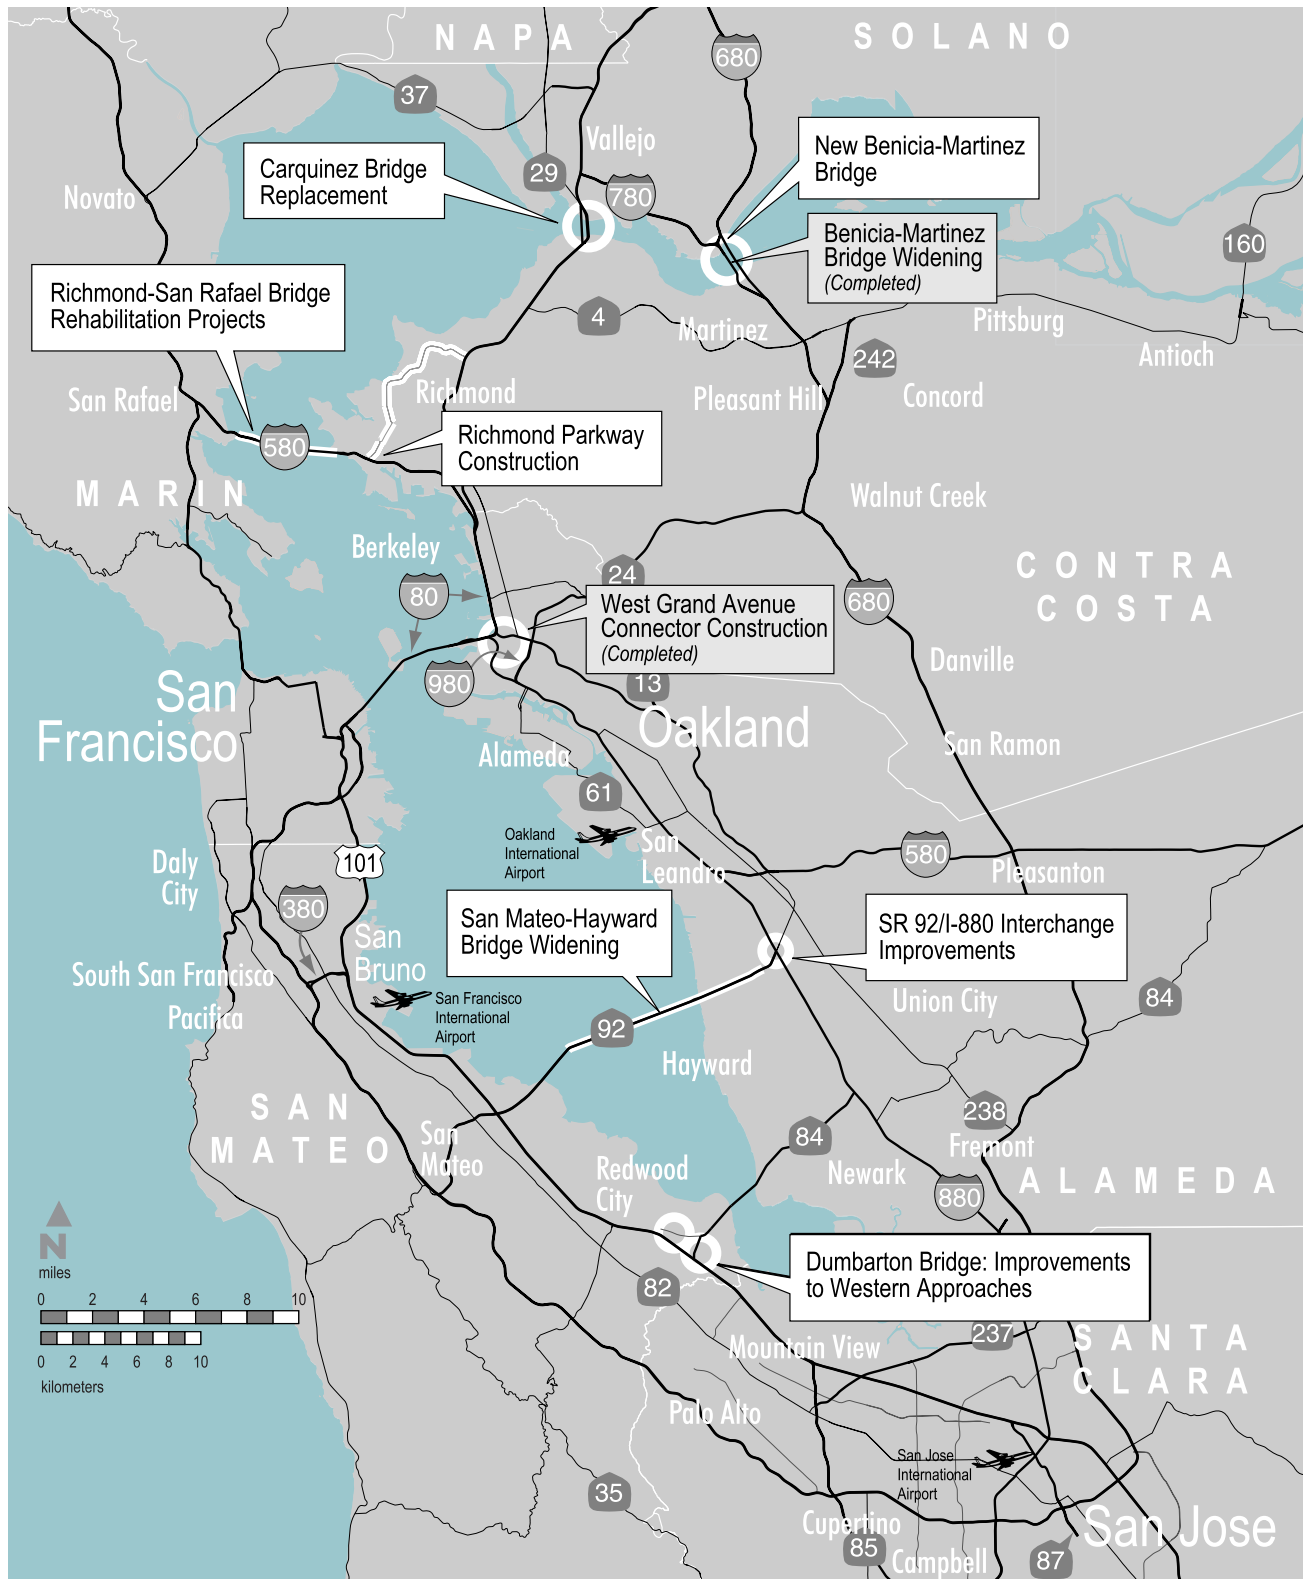 NAPA
SOLANO
680
37
Vallejo
New Benicia-Martinez
Bridge
Carquinez Bridge
Replacement
29
780
Novato
Benicia-Martinez
Bridge Widening
(Completed)
160
Richmond-San Rafael Bridge
Rehabilitation Projects
4
Martinez
Pittsburg
Antioch
242
San Rafael
Richmond
Pleasant Hill
Concord
580
Richmond Parkway
Construction
MARIN
Walnut Creek
Berkeley
24
CONTRA
COSTA
80
680
West Grand Avenue
Connector Construction
(Completed)
980
13
Danville
San
Francisco
Oakland
San Ramon
Alameda
61
Oakland
International
Airport
San
Leandro
Daly
City
101
580
Pleasanton
380
San Mateo-Hayward
Bridge Widening
SR 92/I-880 Interchange
Improvements
San
Bruno
South San Francisco
Pacifica
San Francisco
International
Airport
Union City
84
92
Hayward
SAN
MATEO
238
Fremont
84
San
Mateo
Redwood
City
Newark
880
ALAMEDA
N
miles
0 2 4 6 8 10
0 2 4 6 8 10
kilometers
Dumbarton Bridge: Improvements
to Western Approaches
82
237
SANTA
CLARA
Mountain View
Palo Alto
San Jose
International
Airport
35
Cupertino
85
Campbell
87
San Jose